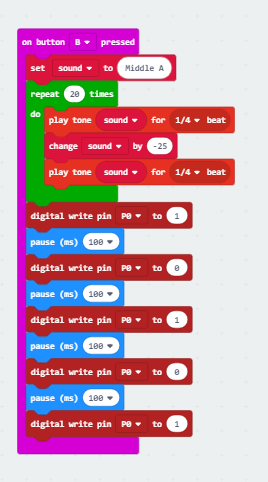 on button B pressed
set sound to Middle A
repeat 20 times
do
play tone sound for 1/4 beat
change sound by -25
play tone sound for 1/4 beat
digital write pin P0 to 1
pause (ms) 100
digital write pin P0 to 0
pause (ms) 100
digital write pin P0 to 1
pause (ms) 100
digital write pin P0 to 0
pause (ms) 100
digital write pin P0 to 1